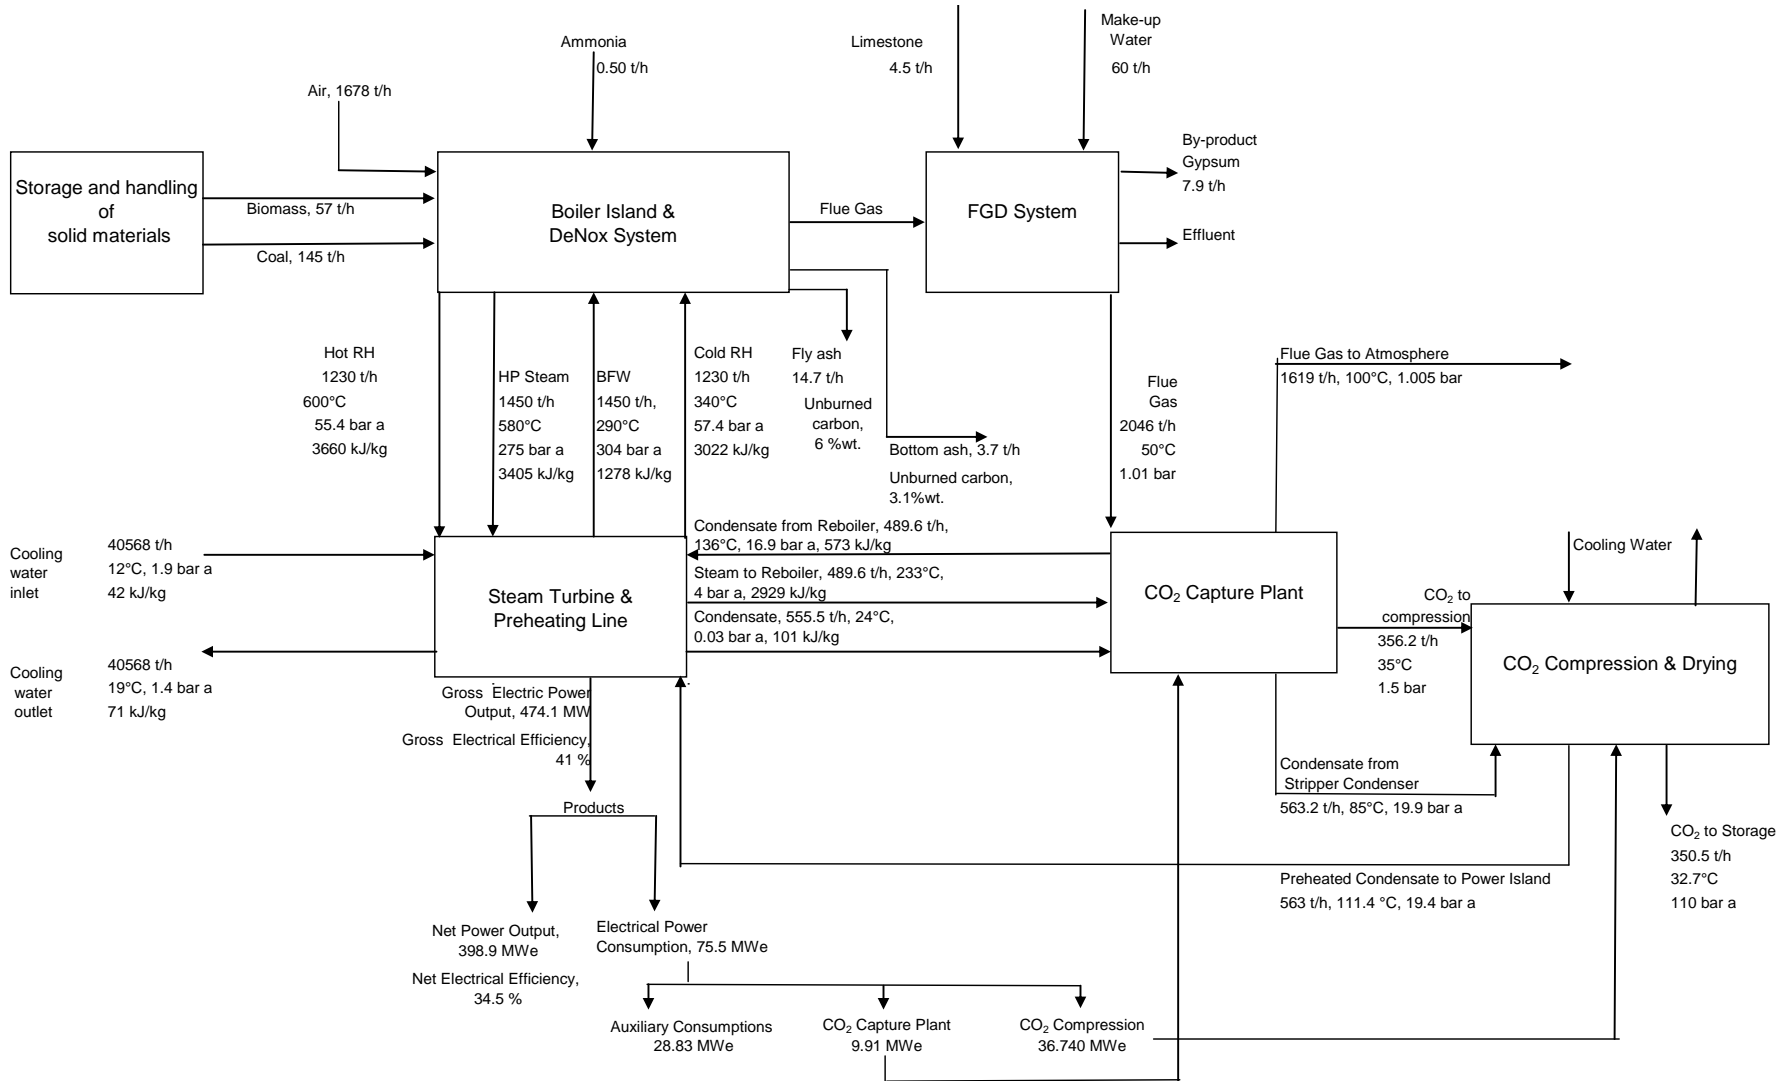 Ammonia
0.50 t/h
Limestone
4.5 t/h
Make-up
Water
60 t/h
Air, 1678 t/h
Storage and handling
of
solid materials
Biomass, 57 t/h
Coal, 145 t/h
Boiler Island &
DeNox System
Flue Gas
FGD System
By-product
Gypsum
7.9 t/h
Effluent
Hot RH
1230 t/h
600°C
55.4 bar a
3660 kJ/kg
HP Steam
1450 t/h
580°C
275 bar a
3405 kJ/kg
BFW
1450 t/h,
290°C
304 bar a
1278 kJ/kg
Cold RH
1230 t/h
340°C
57.4 bar a
3022 kJ/kg
Fly ash
14.7 t/h
Unburned
carbon,
6 %wt.
Bottom ash, 3.7 t/h
Unburned carbon,
3.1%wt.
Flue
Gas
2046 t/h
50°C
1.01 bar
Flue Gas to Atmosphere
1619 t/h, 100°C, 1.005 bar
Cooling
water
inlet
40568 t/h
12°C, 1.9 bar a
42 kJ/kg
Cooling
water
outlet
40568 t/h
19°C, 1.4 bar a
71 kJ/kg
Steam Turbine &
Preheating Line
Condensate from Reboiler, 489.6 t/h,
136°C, 16.9 bar a, 573 kJ/kg
Steam to Reboiler, 489.6 t/h, 233°C,
4 bar a, 2929 kJ/kg
Condensate, 555.5 t/h, 24°C,
0.03 bar a, 101 kJ/kg
CO₂ Capture Plant
CO₂ to
compression
356.2 t/h
35°C
1.5 bar
Cooling Water
CO₂ Compression & Drying
Gross Electric Power
Output, 474.1 MW
Gross Electrical Efficiency,
41 %
Products
Condensate from
Stripper Condenser
563.2 t/h, 85°C, 19.9 bar a
Preheated Condensate to Power Island
563 t/h, 111.4 °C, 19.4 bar a
CO₂ to Storage
350.5 t/h
32.7°C
110 bar a
Net Power Output,
398.9 MWe
Net Electrical Efficiency,
34.5 %
Electrical Power
Consumption, 75.5 MWe
Auxiliary Consumptions
28.83 MWe
CO₂ Capture Plant
9.91 MWe
CO₂ Compression
36.740 MWe